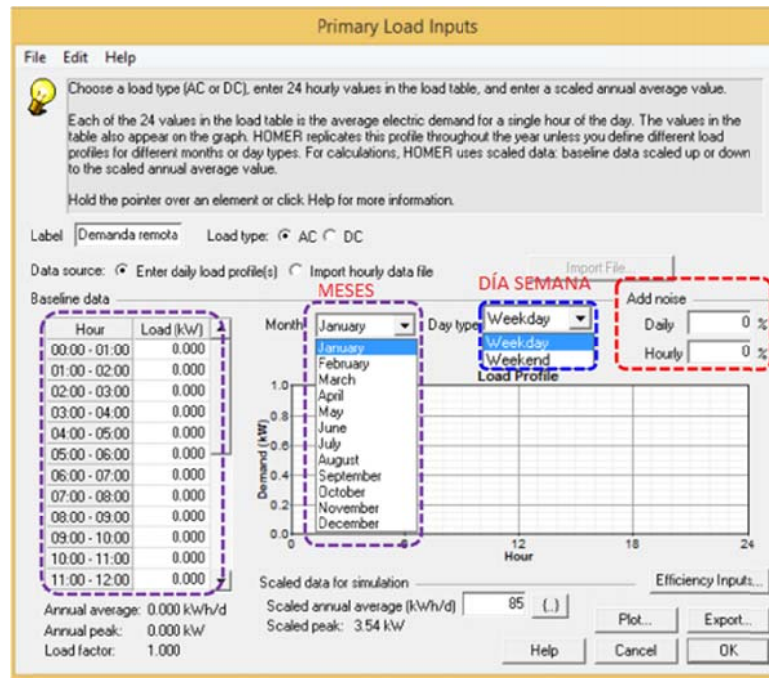 Primary Load Inputs
File Edit Help
Choose a load type (AC or DC), enter 24 hourly values in the load table, and enter a scaled annual average value.
Each of the 24 values in the load table is the average electric demand for a single hour of the day. The values in the
table also appear on the graph. HOMER replicates this profile throughout the year unless you define different load
profiles for different months or day types. For calculations, HOMER uses scaled data: baseline data scaled up or down
to the scaled annual average value.
Hold the pointer over an element or click Help for more information.
Label Demanda remota Load type: AC DC
Data source: Enter daily load profile(s) Import hourly data file Import File...
Baseline data MESES DÍA SEMANA Add noise
Month January Day type Weekday Daily 0 %
Hourly 0 %
Hour Load (kW)
00:00 - 01:00 0.000
01:00 - 02:00 0.000
02:00 - 03:00 0.000
03:00 - 04:00 0.000
04:00 - 05:00 0.000
05:00 - 06:00 0.000
06:00 - 07:00 0.000
07:00 - 08:00 0.000
08:00 - 09:00 0.000
09:00 - 10:00 0.000
10:00 - 11:00 0.000
11:00 - 12:00 0.000
January
February
March
April
May
June
July
August
September
October
November
December
Weekday
Weekend
Load Profile
Demand (kW)
1.0
0.8
0.6
0.4
0.2
0.0
0 6 12 18 24
Hour
Annual average: 0.000 kWh/d
Annual peak: 0.000 kW
Load factor: 1.000
Scaled data for simulation Efficiency Inputs...
Scaled annual average (kWh/d) 85 {..}
Scaled peak: 3.54 kW
Plot... Export...
Help Cancel OK